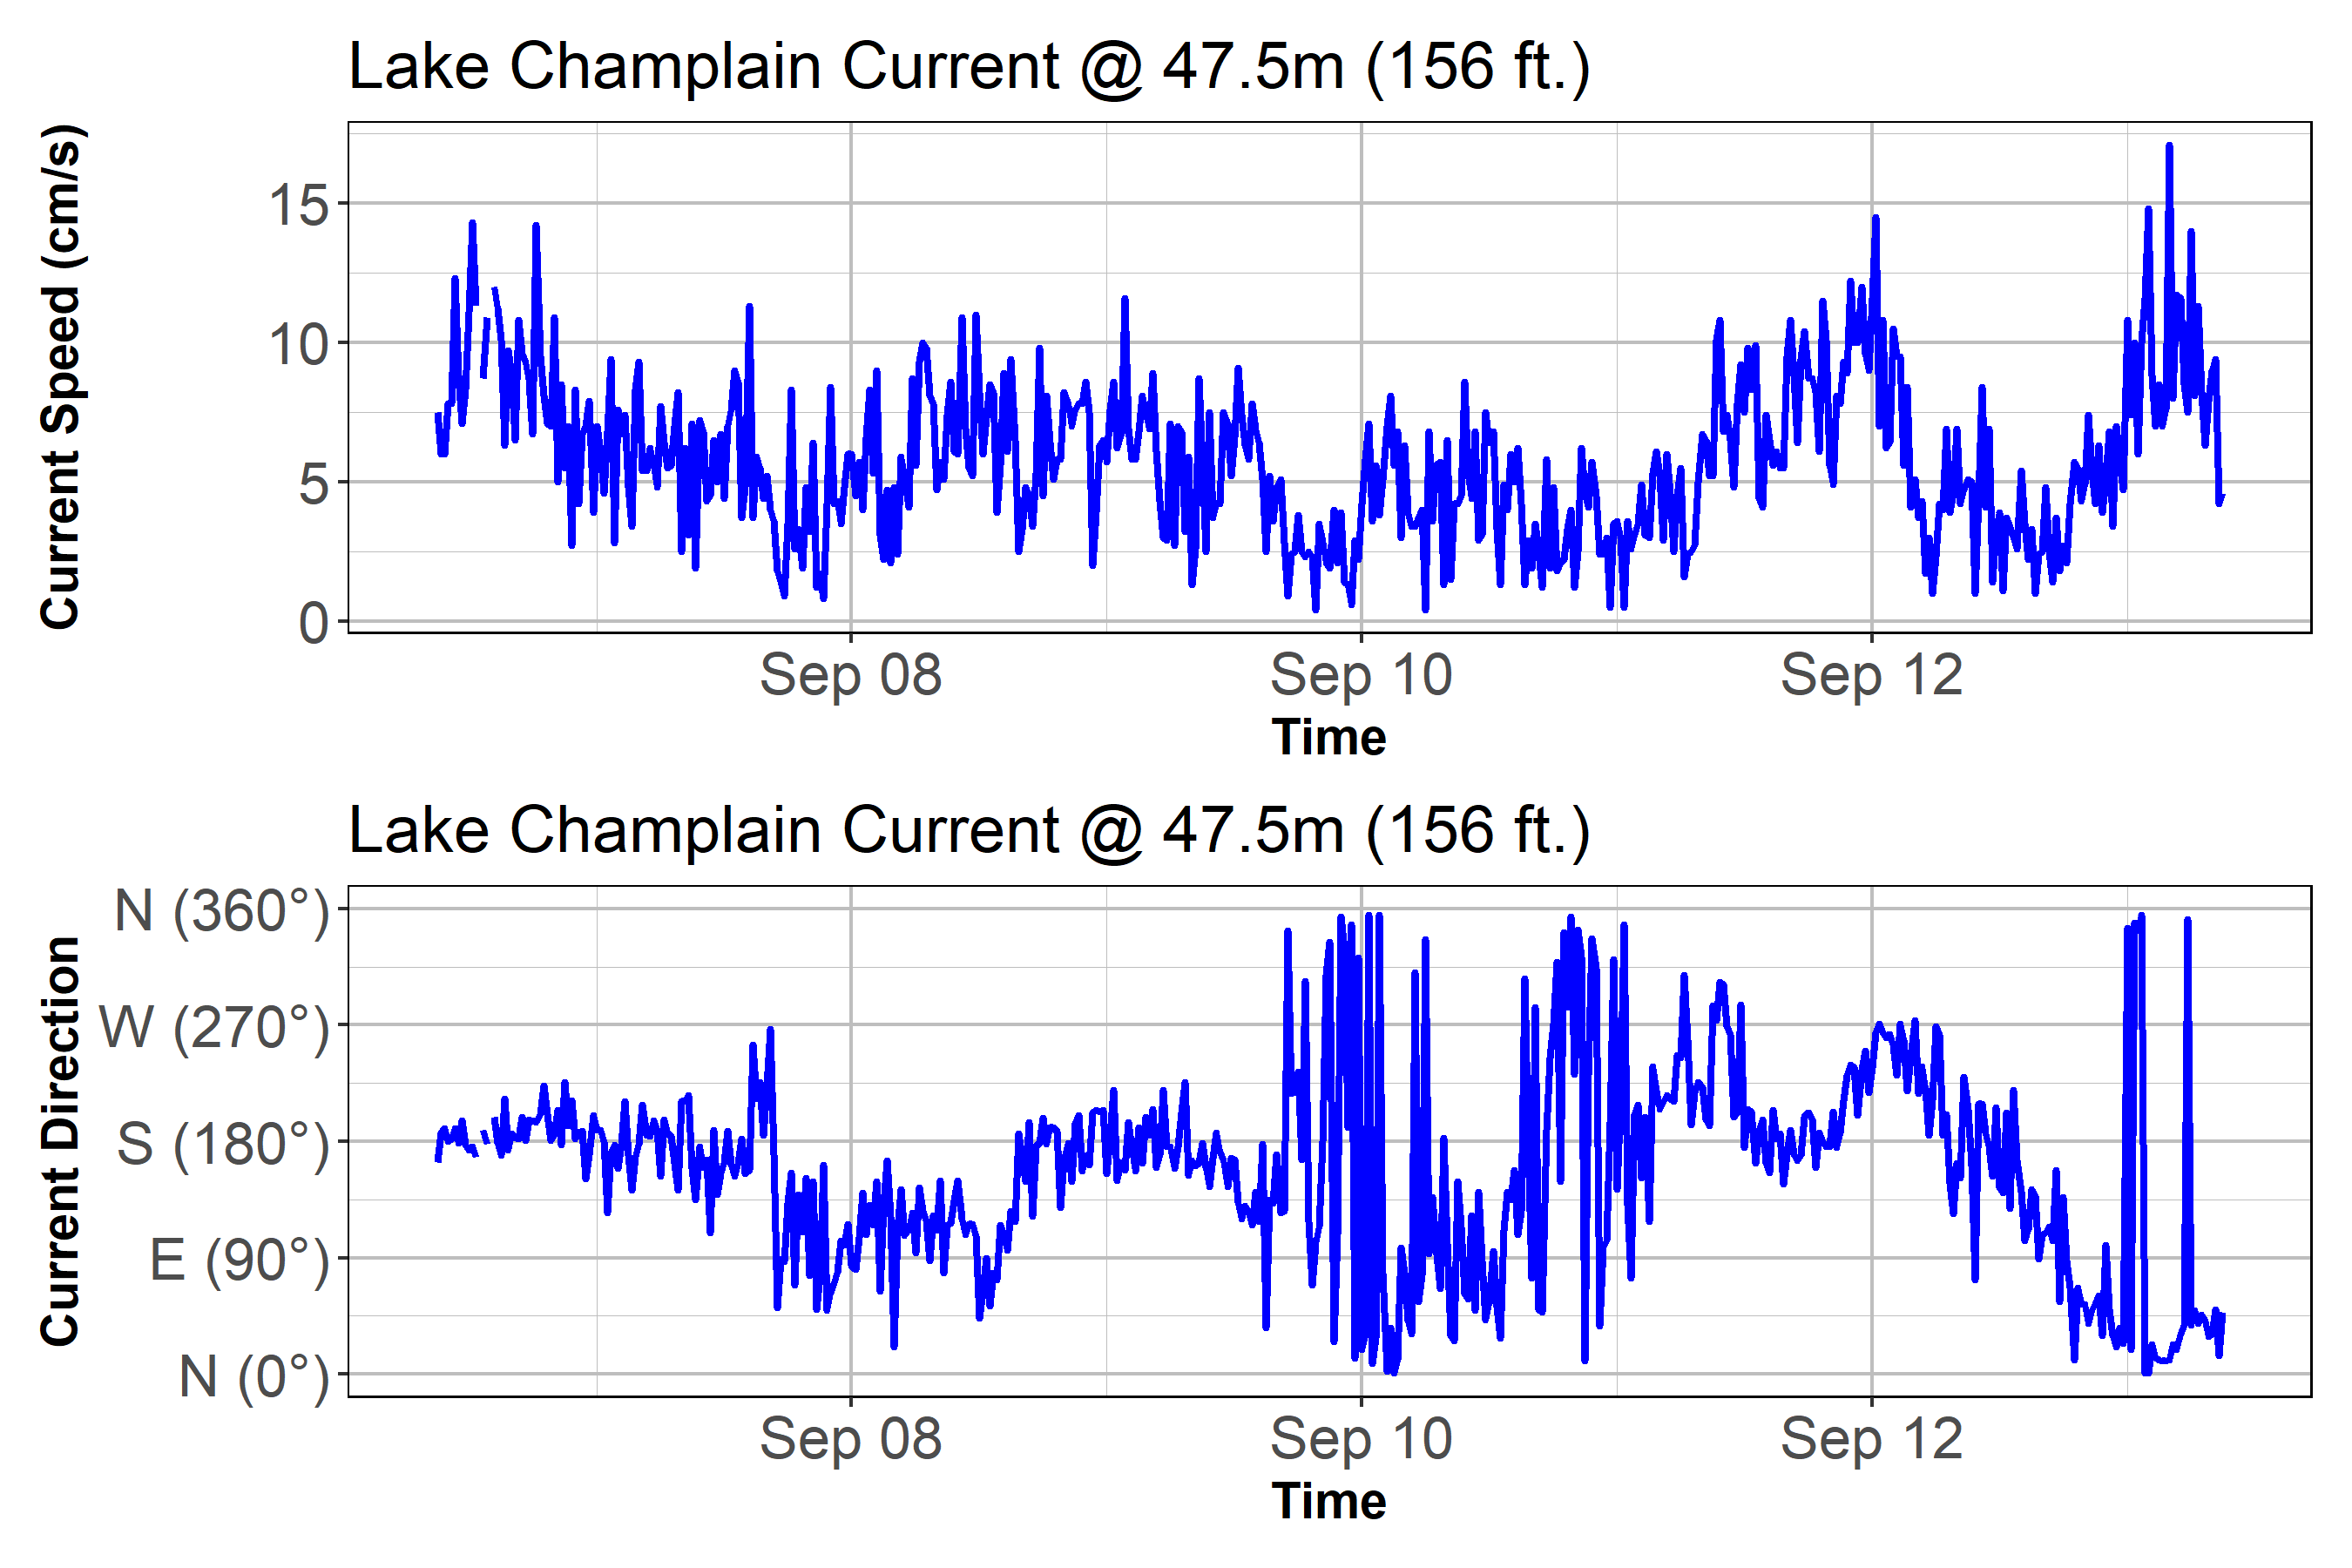 Lake Champlain Current @ 47.5m (156 ft.)
Current Speed (cm/s)
15
10
5
0
Sep 08 Sep 10 Sep 12
Time
Lake Champlain Current @ 47.5m (156 ft.)
Current Direction
N (360°)
W (270°)
S (180°)
E (90°)
N (0°)
Sep 08 Sep 10 Sep 12
Time